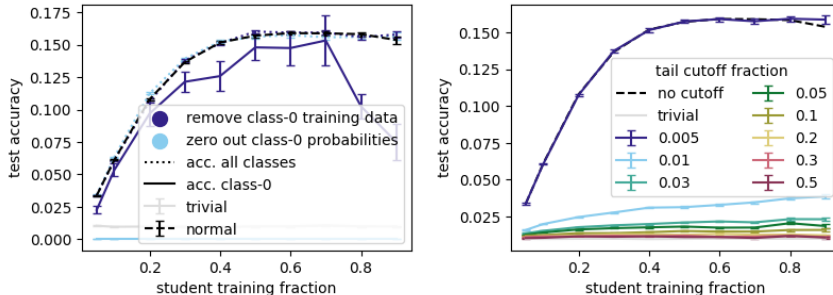 0.175
0.150
0.125
0.100
0.075
0.050
0.025
0.000
test accuracy
remove class-0 training data
zero out class-0 probabilities
acc. all classes
acc. class-0
trivial
normal
0.2
0.4
0.6
0.8
student training fraction
0.150
0.125
0.100
0.075
0.050
0.025
test accuracy
tail cutoff fraction
no cutoff
trivial
0.005
0.01
0.03
0.05
0.1
0.2
0.3
0.5
0.2
0.4
0.6
0.8
student training fraction